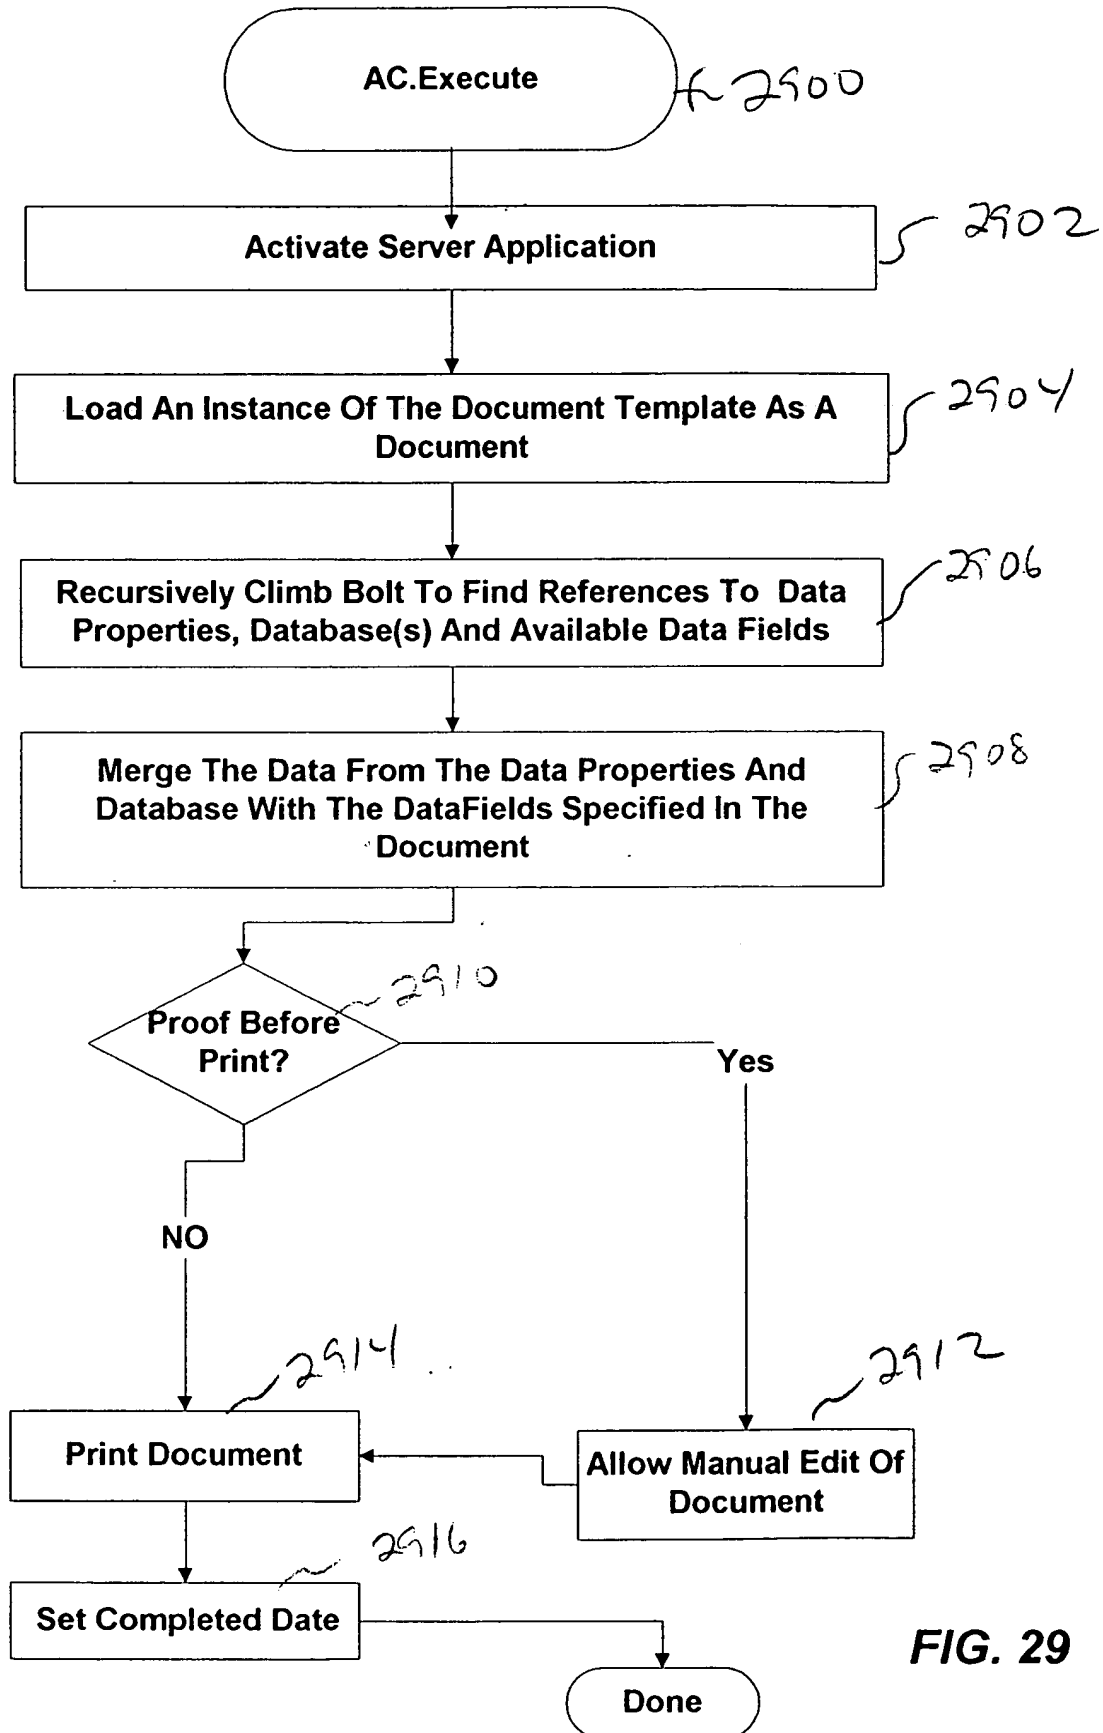 AC.Execute
2900
Activate Server Application
2902
Load An Instance Of The Document Template As A
Document
2904
Recursively Climb Bolt To Find References To Data
Properties, Database(s) And Available Data Fields
2906
Merge The Data From The Data Properties And
Database With The DataFields Specified In The
Document
2908
Proof Before
Print?
2910
Yes
NO
Print Document
2914
Allow Manual Edit Of
Document
2912
Set Completed Date
2916
Done
FIG. 29